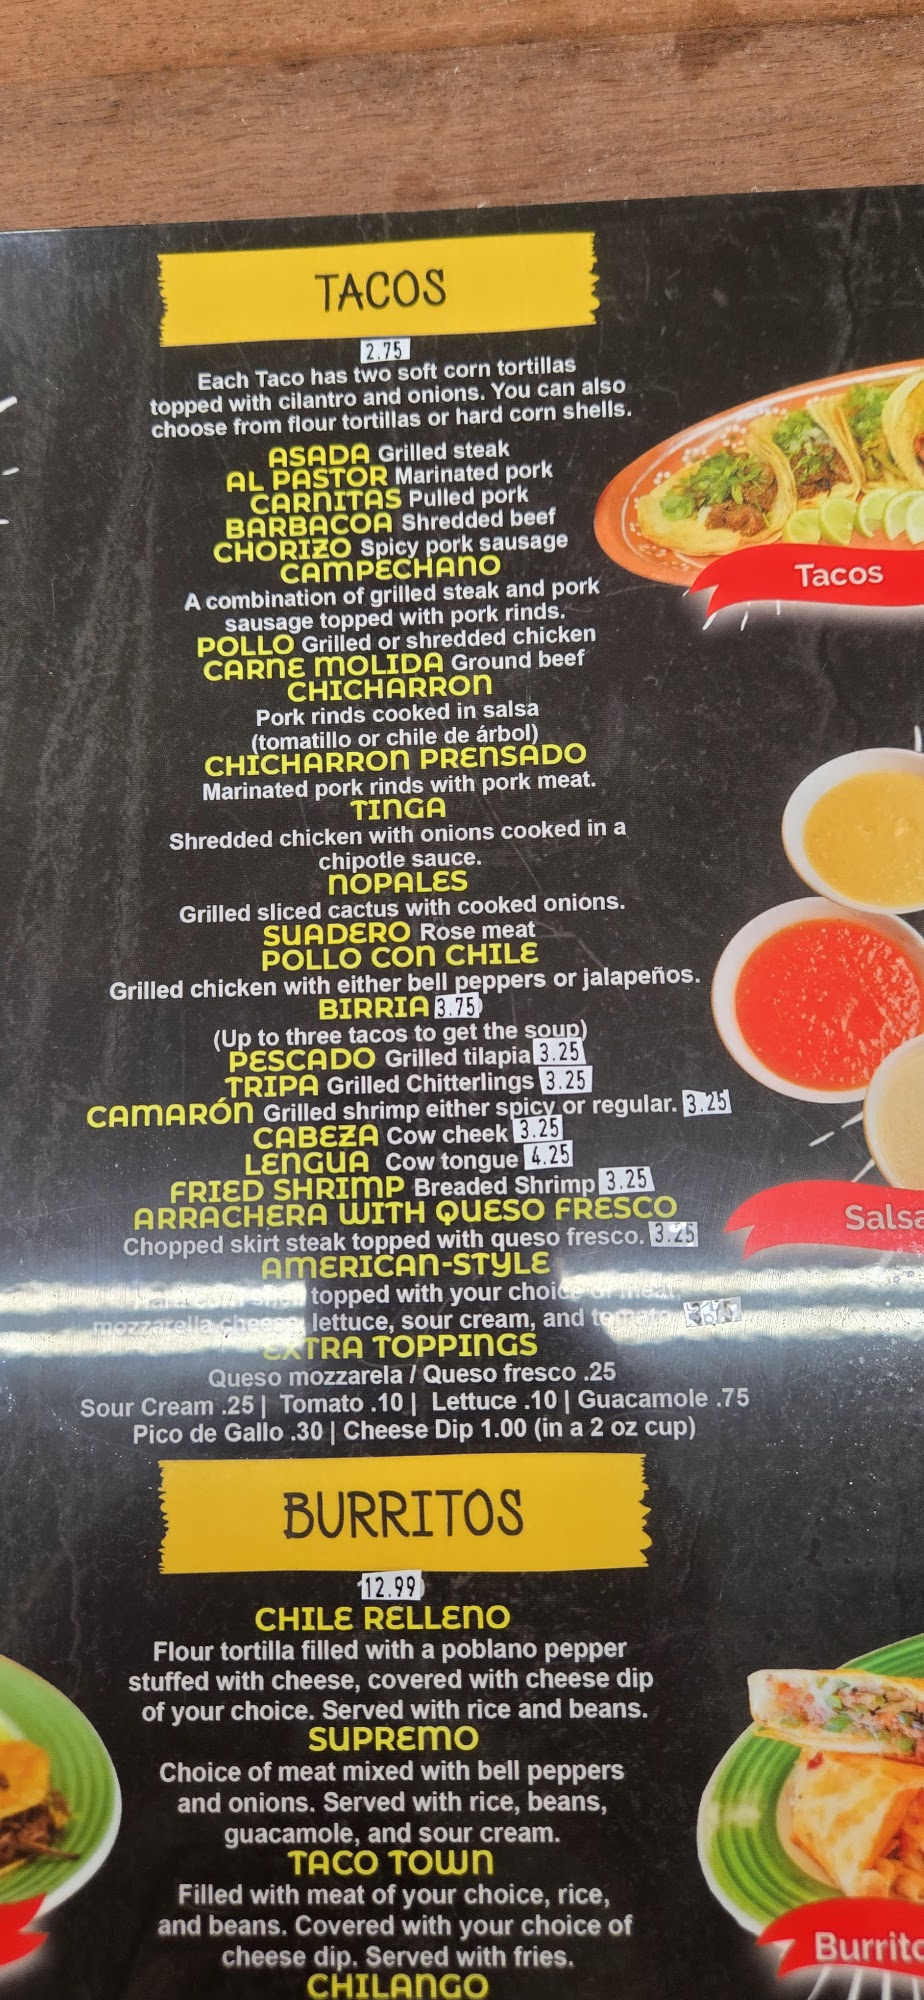 TACOS
2.75
Each Taco has two soft corn tortillas
topped with cilantro and onions. You can also
choose from flour tortillas or hard corn shells.
ASADA Grilled steak
AL PASTOR Marinated pork
CARNITAS Pulled pork
BARBACOA Shredded beef
CHORIZO Spicy pork sausage
CAMPECHANO
A combination of grilled steak and pork
sausage topped with pork rinds.
POLLO Grilled or shredded chicken
CARNE MOLIDA Ground beef
CHICHARRON
Pork rinds cooked in salsa
(tomatillo or chile de árbol)
CHICHARRON PRENSADO
Marinated pork rinds with pork meat.
TINGA
Shredded chicken with onions cooked in a
chipotle sauce.
NOPALES
Grilled sliced cactus with cooked onions.
SUADERO Rose meat
POLLO CON CHILE
Grilled chicken with either bell peppers or jalapeños.
BIRRIA 3.75
(Up to three tacos to get the soup)
PESCADO Grilled tilapia 3.25
TRIPA Grilled Chitterlings 3.25
CAMARÓN Grilled shrimp either spicy or regular. 3.25
CABEZA Cow cheek 3.25
LENGUA Cow tongue 4.25
FRIED SHRIMP Breaded Shrimp 3.25
ARRACHERA WITH QUESO FRESCO
Chopped skirt steak topped with queso fresco. 3.25
AMERICAN-STYLE
topped with your choice of meat,
mozzarella cheese, lettuce, sour cream, and tomato.
EXTRA TOPPINGS
Queso mozzarela / Queso fresco .25
Sour Cream .25 | Tomato .10 | Lettuce .10 | Guacamole .75
Pico de Gallo .30 | Cheese Dip 1.00 (in a 2 oz cup)
Tacos
Salsa
BURRITOS
12.99
CHILE RELLENO
Flour tortilla filled with a poblano pepper
stuffed with cheese, covered with cheese dip
of your choice. Served with rice and beans.
SUPREMO
Choice of meat mixed with bell peppers
and onions. Served with rice, beans,
guacamole, and sour cream.
TACO TOWN
Filled with meat of your choice, rice,
and beans. Covered with your choice of
cheese dip. Served with fries.
CHILANGO
Burrito